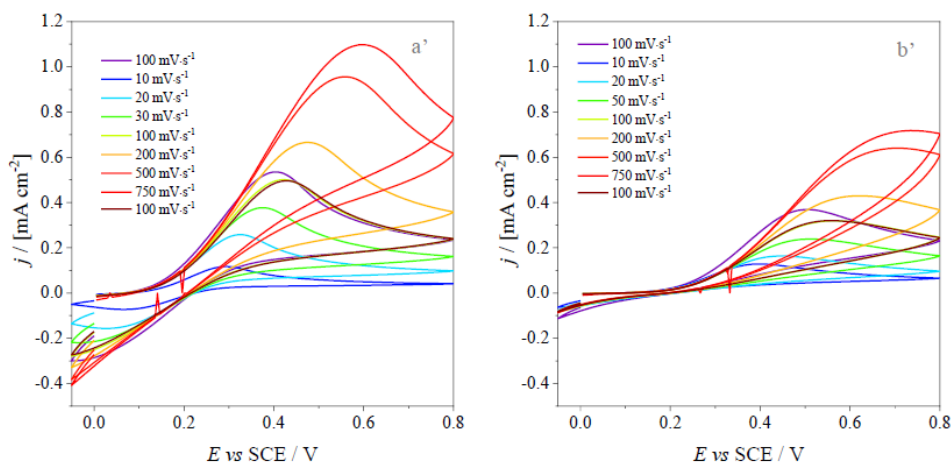 a’
1.2
1.0
0.8
0.6
0.4
0.2
0.0
-0.2
-0.4
j / [mA cm⁻²]
100 mV·s⁻¹
10 mV·s⁻¹
20 mV·s⁻¹
30 mV·s⁻¹
100 mV·s⁻¹
200 mV·s⁻¹
500 mV·s⁻¹
750 mV·s⁻¹
100 mV·s⁻¹
0.0 0.2 0.4 0.6 0.8
E vs SCE / V
b’
1.2
1.0
0.8
0.6
0.4
0.2
0.0
-0.2
-0.4
j / [mA cm⁻²]
100 mV·s⁻¹
10 mV·s⁻¹
20 mV·s⁻¹
50 mV·s⁻¹
100 mV·s⁻¹
200 mV·s⁻¹
500 mV·s⁻¹
750 mV·s⁻¹
100 mV·s⁻¹
0.0 0.2 0.4 0.6 0.8
E vs SCE / V